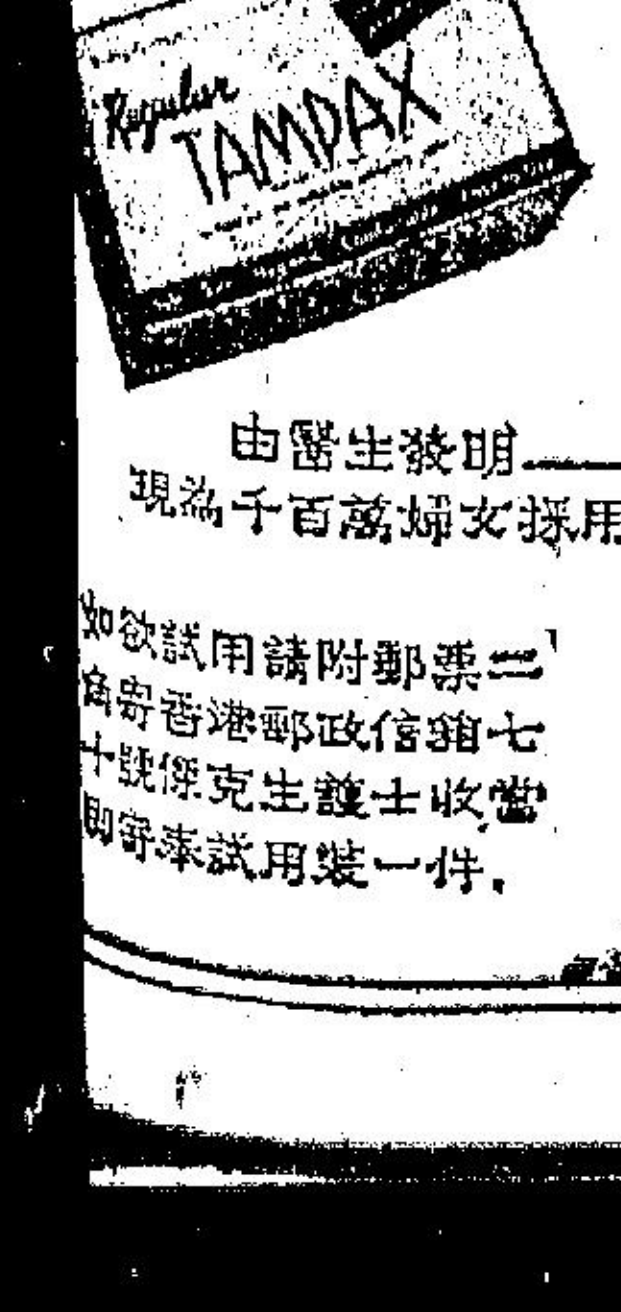 Regular
TAMPAX
由醫生發明——
現為千百萬婦女採用
如欲試用請附郵票二
角寄香港郵政信箱七
十號傑克生護士收當
即寄奉試用裝一件.